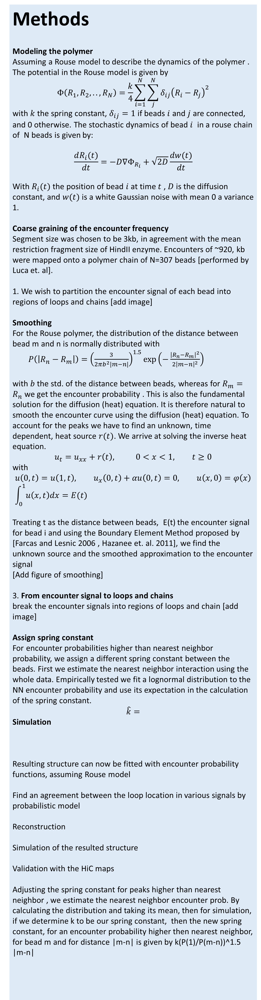 Methods
Modeling the polymer
Assuming a Rouse model to describe the dynamics of the polymer .
The potential in the Rouse model is given by
Φ(R₁, R₂, . . , R_N) = \frac{k}{4} \sum_{i=1}^{N} \sum_{j}^{N} δ_{ij}(R_i − R_j)^2
with k the spring constant, δ_{ij} = 1 if beads i and j are connected,
and 0 otherwise. The stochastic dynamics of bead i in a rouse chain
of N beads is given by:
\frac{dR_i(t)}{dt} = −D∇Φ_{R_i} + √{2D} \frac{dw(t)}{dt}
With R_i(t) the position of bead i at time t , D is the diffusion
constant, and w(t) is a white Gaussian noise with mean 0 a variance
1.
Coarse graining of the encounter frequency
Segment size was chosen to be 3kb, in agreement with the mean
restriction fragment size of HindII enzyme. Encounters of ~920, kb
were mapped onto a polymer chain of N=307 beads [performed by
Luca et. al].
1. We wish to partition the encounter signal of each bead into
regions of loops and chains [add image]
Smoothing
For the Rouse polymer, the distribution of the distance between
bead m and n is normally distributed with
P(|R_n − R_m|) = (\frac{3}{2πb^2|m−n|})^{1.5} exp (−\frac{|R_n−R_m|^2}{2|m−n|^2})
with b the std. of the distance between beads, whereas for R_m =
R_n we get the encounter probability . This is also the fundamental
solution for the diffusion (heat) equation. It is therefore natural to
smooth the encounter curve using the diffusion (heat) equation. To
account for the peaks we have to find an unknown, time
dependent, heat source r(t). We arrive at solving the inverse heat
equation.
u_t = u_{xx} + r(t), 0 < x < 1, t ≥ 0
with
u(0, t) = u(1, t), u_x(0, t) + αu(0, t) = 0, u(x, 0) = φ(x)
\int_0^1 u(x, t)dx = E(t)
Treating t as the distance between beads, E(t) the encounter signal
for bead i and using the Boundary Element Method proposed by
[Farcas and Lesnic 2006 , Hazanee et. al. 2011], we find the
unknown source and the smoothed approximation to the encounter
signal
[Add figure of smoothing]
3. From encounter signal to loops and chains
break the encounter signals into regions of loops and chain [add
image]
Assign spring constant
For encounter probabilities higher than nearest neighbor
probability, we assign a different spring constant between the
beads. First we estimate the nearest neighbor interaction using the
whole data. Empirically tested we fit a lognormal distribution to the
NN encounter probability and use its expectation in the calculation
of the spring constant.
\hat{k} =
Simulation
Resulting structure can now be fitted with encounter probability
functions, assuming Rouse model
Find an agreement between the loop location in various signals by
probabilistic model
Reconstruction
Simulation of the resulted structure
Validation with the HiC maps
Adjusting the spring constant for peaks higher than nearest
neighbor , we estimate the nearest neighbor encounter prob. By
calculating the distribution and taking its mean, then for simulation,
if we determine k to be our spring constant, then the new spring
constant, for an encounter probability higher then nearest neighbor,
for bead m and for distance |m-n| is given by k(P(1)/P(m-n))^1.5
|m-n|